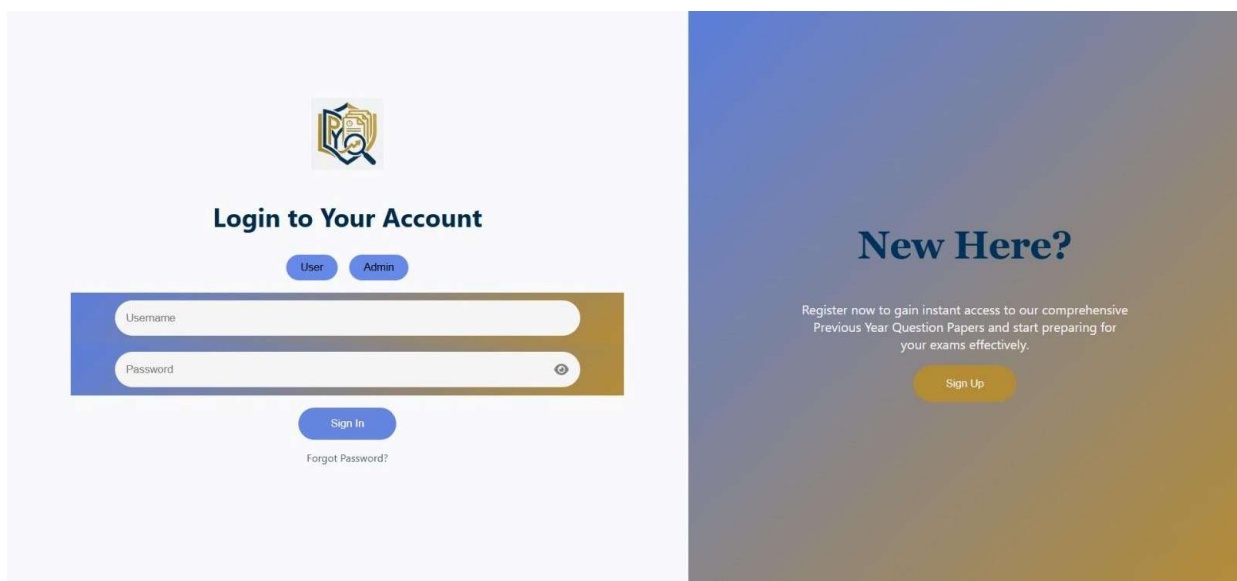 PY
Login to Your Account
User Admin
Username
Password
Sign In
Forgot Password?
New Here?
Register now to gain instant access to our comprehensive
Previous Year Question Papers and start preparing for
your exams effectively.
Sign Up